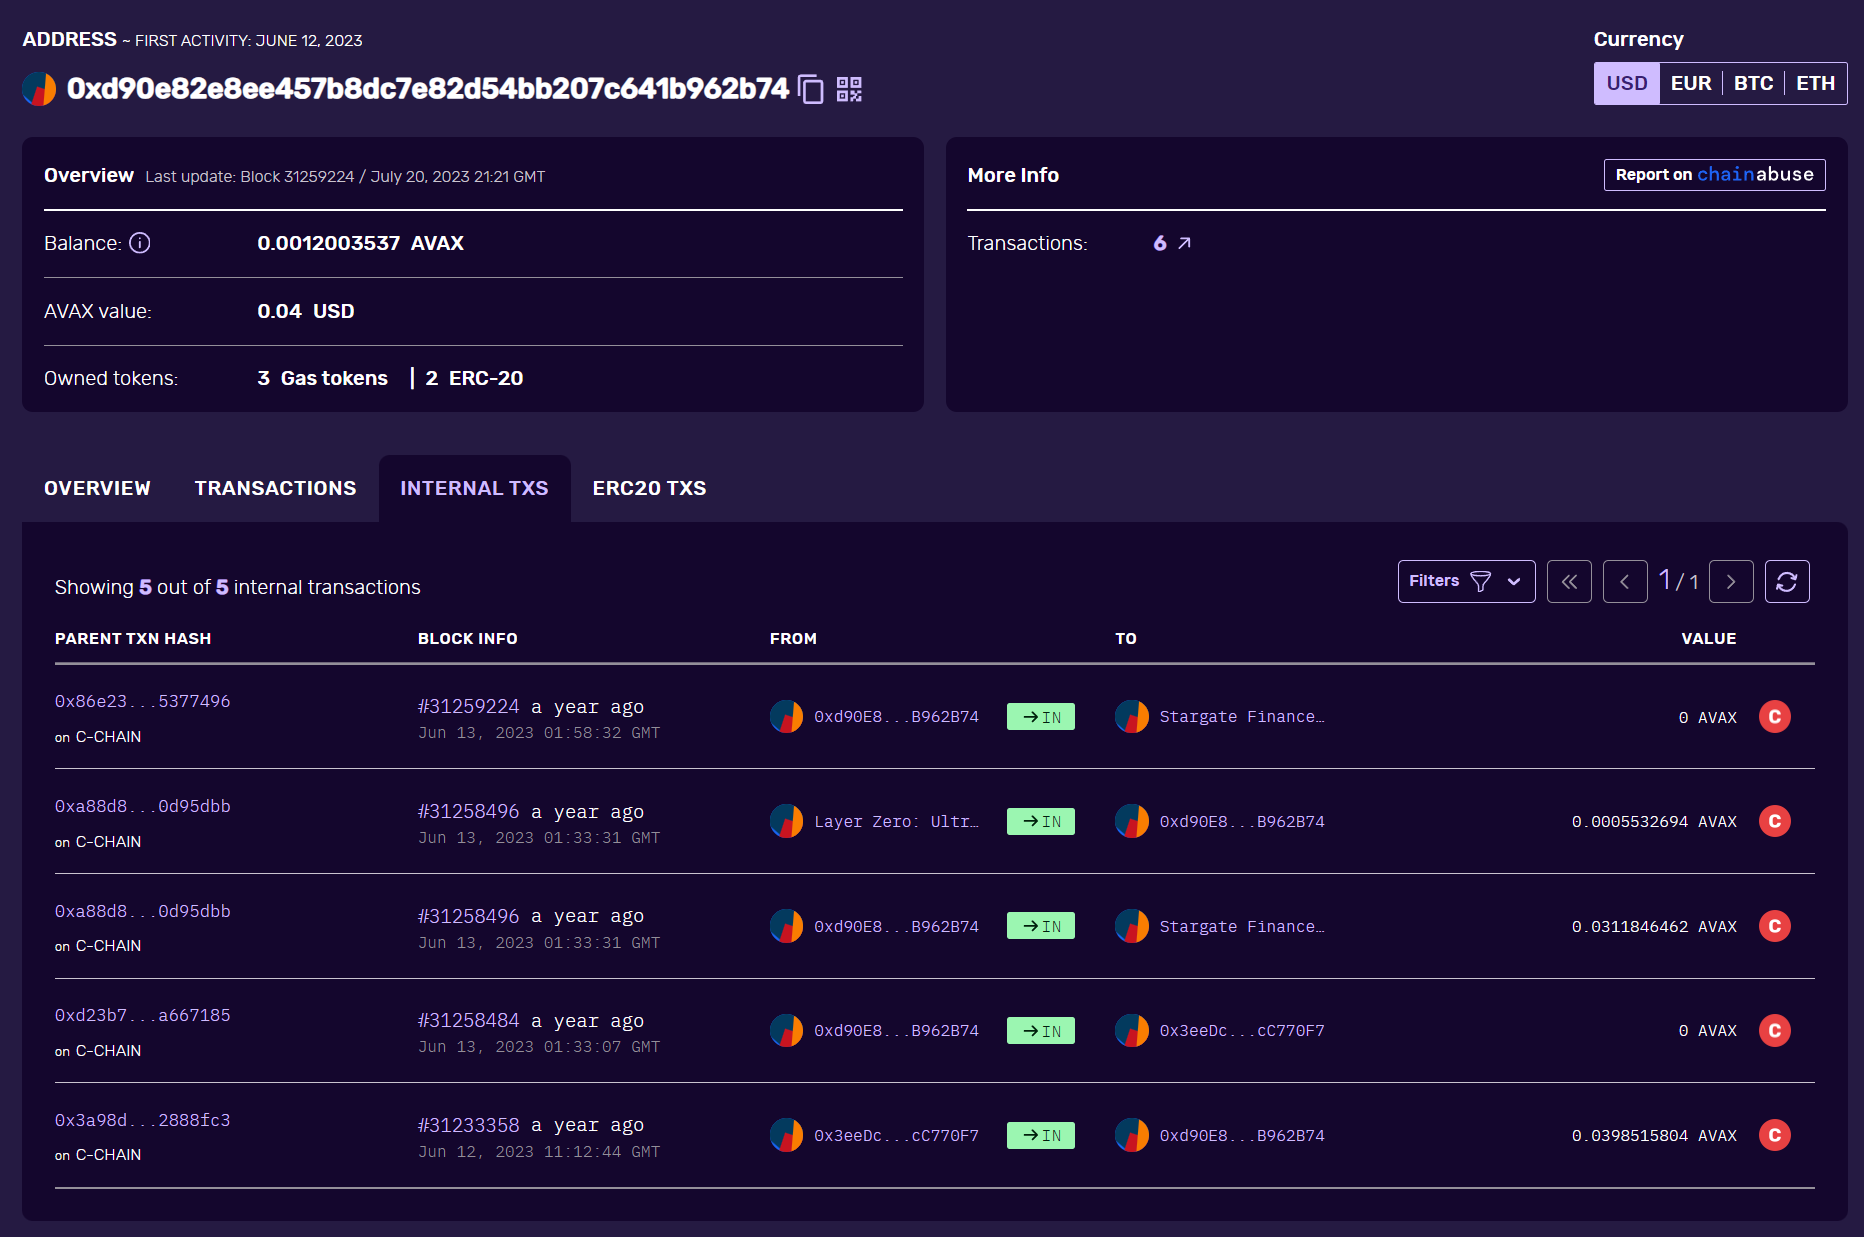 ADDRESS ~ FIRST ACTIVITY: JUNE 12, 2023
Currency
0xd90e82e8ee457b8dc7e82d54bb207c641b962b74
USD EUR BTC ETH
Overview Last update: Block 31259224 / July 20, 2023 21:21 GMT
Balance: 0.0012003537 AVAX
AVAX value: 0.04 USD
Owned tokens: 3 Gas tokens | 2 ERC-20
More Info
Report on chainabuse
Transactions: 6
OVERVIEW TRANSACTIONS INTERNAL TXS ERC20 TXS
Showing 5 out of 5 internal transactions
Filters
1 / 1
PARENT TXN HASH BLOCK INFO FROM TO VALUE
0x86e23...5377496
on C-CHAIN
#31259224 a year ago
Jun 13, 2023 01:58:32 GMT
0xd90E8...B962B74 IN Stargate Finance… 0 AVAX C
0xa88d8...0d95dbb
on C-CHAIN
#31258496 a year ago
Jun 13, 2023 01:33:31 GMT
Layer Zero: Ultr… IN 0xd90E8...B962B74 0.0005532694 AVAX C
0xa88d8...0d95dbb
on C-CHAIN
#31258496 a year ago
Jun 13, 2023 01:33:31 GMT
0xd90E8...B962B74 IN Stargate Finance… 0.0311846462 AVAX C
0xd23b7...a667185
on C-CHAIN
#31258484 a year ago
Jun 13, 2023 01:33:07 GMT
0xd90E8...B962B74 IN 0x3eeDc...cC770F7 0 AVAX C
0x3a98d...2888fc3
on C-CHAIN
#31233358 a year ago
Jun 12, 2023 11:12:44 GMT
0x3eeDc...cC770F7 IN 0xd90E8...B962B74 0.0398515804 AVAX C